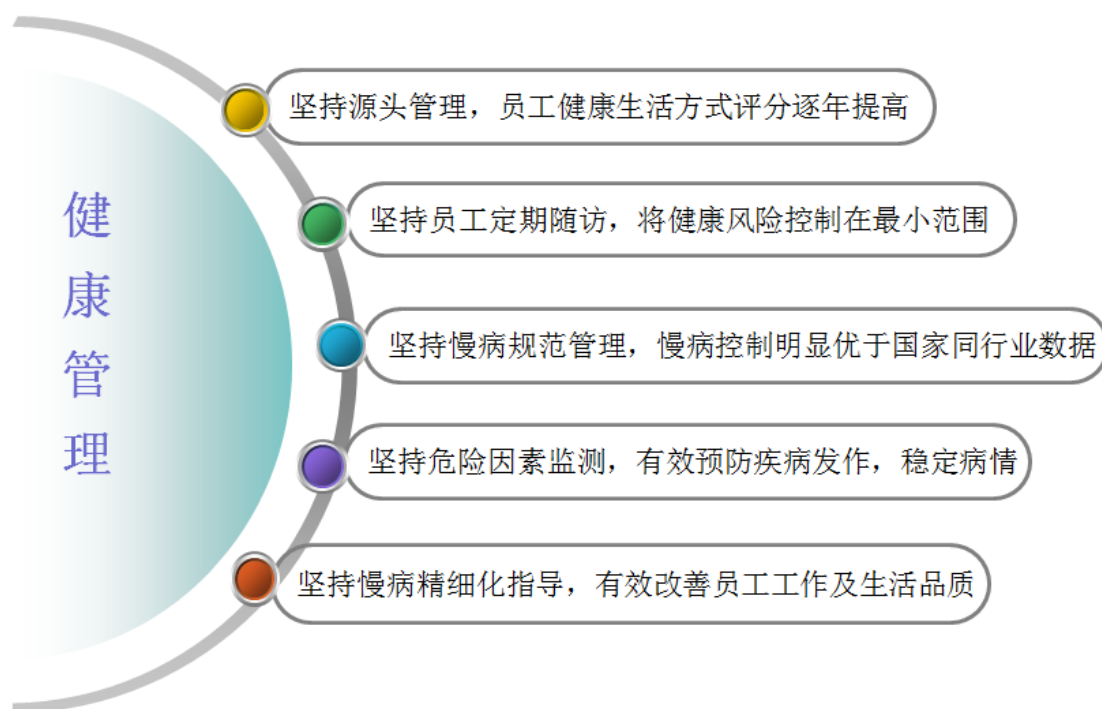 健康管理
坚持源头管理，员工健康生活方式评分逐年提高
坚持员工定期随访，将健康风险控制在最小范围
坚持慢病规范管理，慢病控制明显优于国家同行业数据
坚持危险因素监测，有效预防疾病发作，稳定病情
坚持慢病精细化指导，有效改善员工工作及生活品质